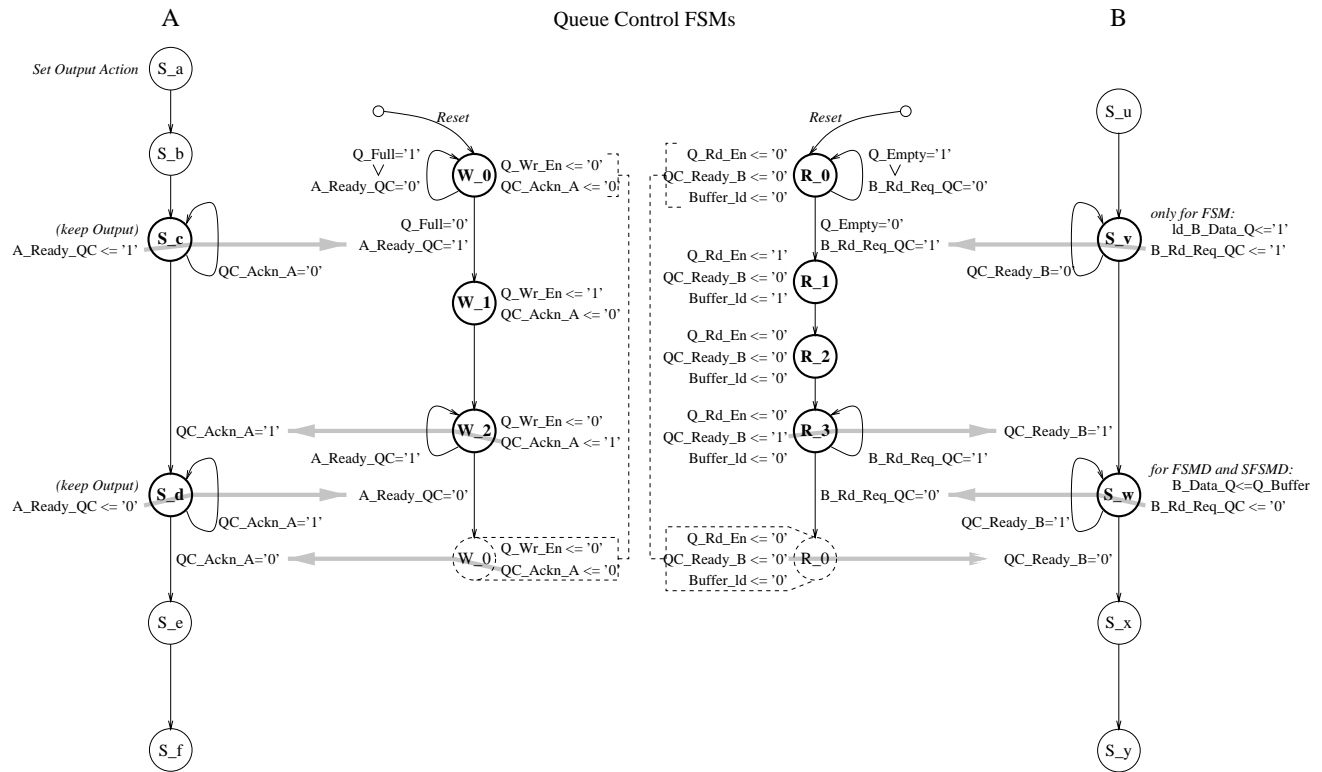 A
Queue Control FSMs
B
Set Output Action
S_a
S_b
(keep Output)
A_Ready_QC <= '1'
S_c
QC_Ackn_A='0'
QC_Ackn_A='1'
(keep Output)
A_Ready_QC <= '0'
S_d
QC_Ackn_A='1'
QC_Ackn_A='0'
S_e
S_f
Reset
Q_Full='1'
A_Ready_QC='0'
W_0
Q_Wr_En <= '0'
QC_Ackn_A <= '0'
Q_Full='0'
A_Ready_QC='1'
W_1
Q_Wr_En <= '1'
QC_Ackn_A <= '0'
W_2
Q_Wr_En <= '0'
QC_Ackn_A <= '1'
A_Ready_QC='1'
A_Ready_QC='0'
W_0
Q_Wr_En <= '0'
QC_Ackn_A <= '0'
Reset
Q_Rd_En <= '0'
QC_Ready_B <= '0'
Buffer_ld <= '0'
R_0
Q_Empty='1'
B_Rd_Req_QC='0'
Q_Empty='0'
B_Rd_Req_QC='1'
Q_Rd_En <= '1'
QC_Ready_B <= '0'
Buffer_ld <= '1'
R_1
Q_Rd_En <= '0'
QC_Ready_B <= '0'
Buffer_ld <= '0'
R_2
Q_Rd_En <= '0'
QC_Ready_B <= '1'
Buffer_ld <= '0'
R_3
B_Rd_Req_QC='1'
B_Rd_Req_QC='0'
Q_Rd_En <= '0'
QC_Ready_B <= '0'
Buffer_ld <= '0'
R_0
S_u
S_v
only for FSM:
ld_B_Data_Q<='1'
B_Rd_Req_QC <= '1'
QC_Ready_B='0'
QC_Ready_B='1'
S_w
for FSMD and SFSMD:
B_Data_Q<=Q_Buffer
B_Rd_Req_QC <= '0'
QC_Ready_B='1'
QC_Ready_B='0'
S_x
S_y